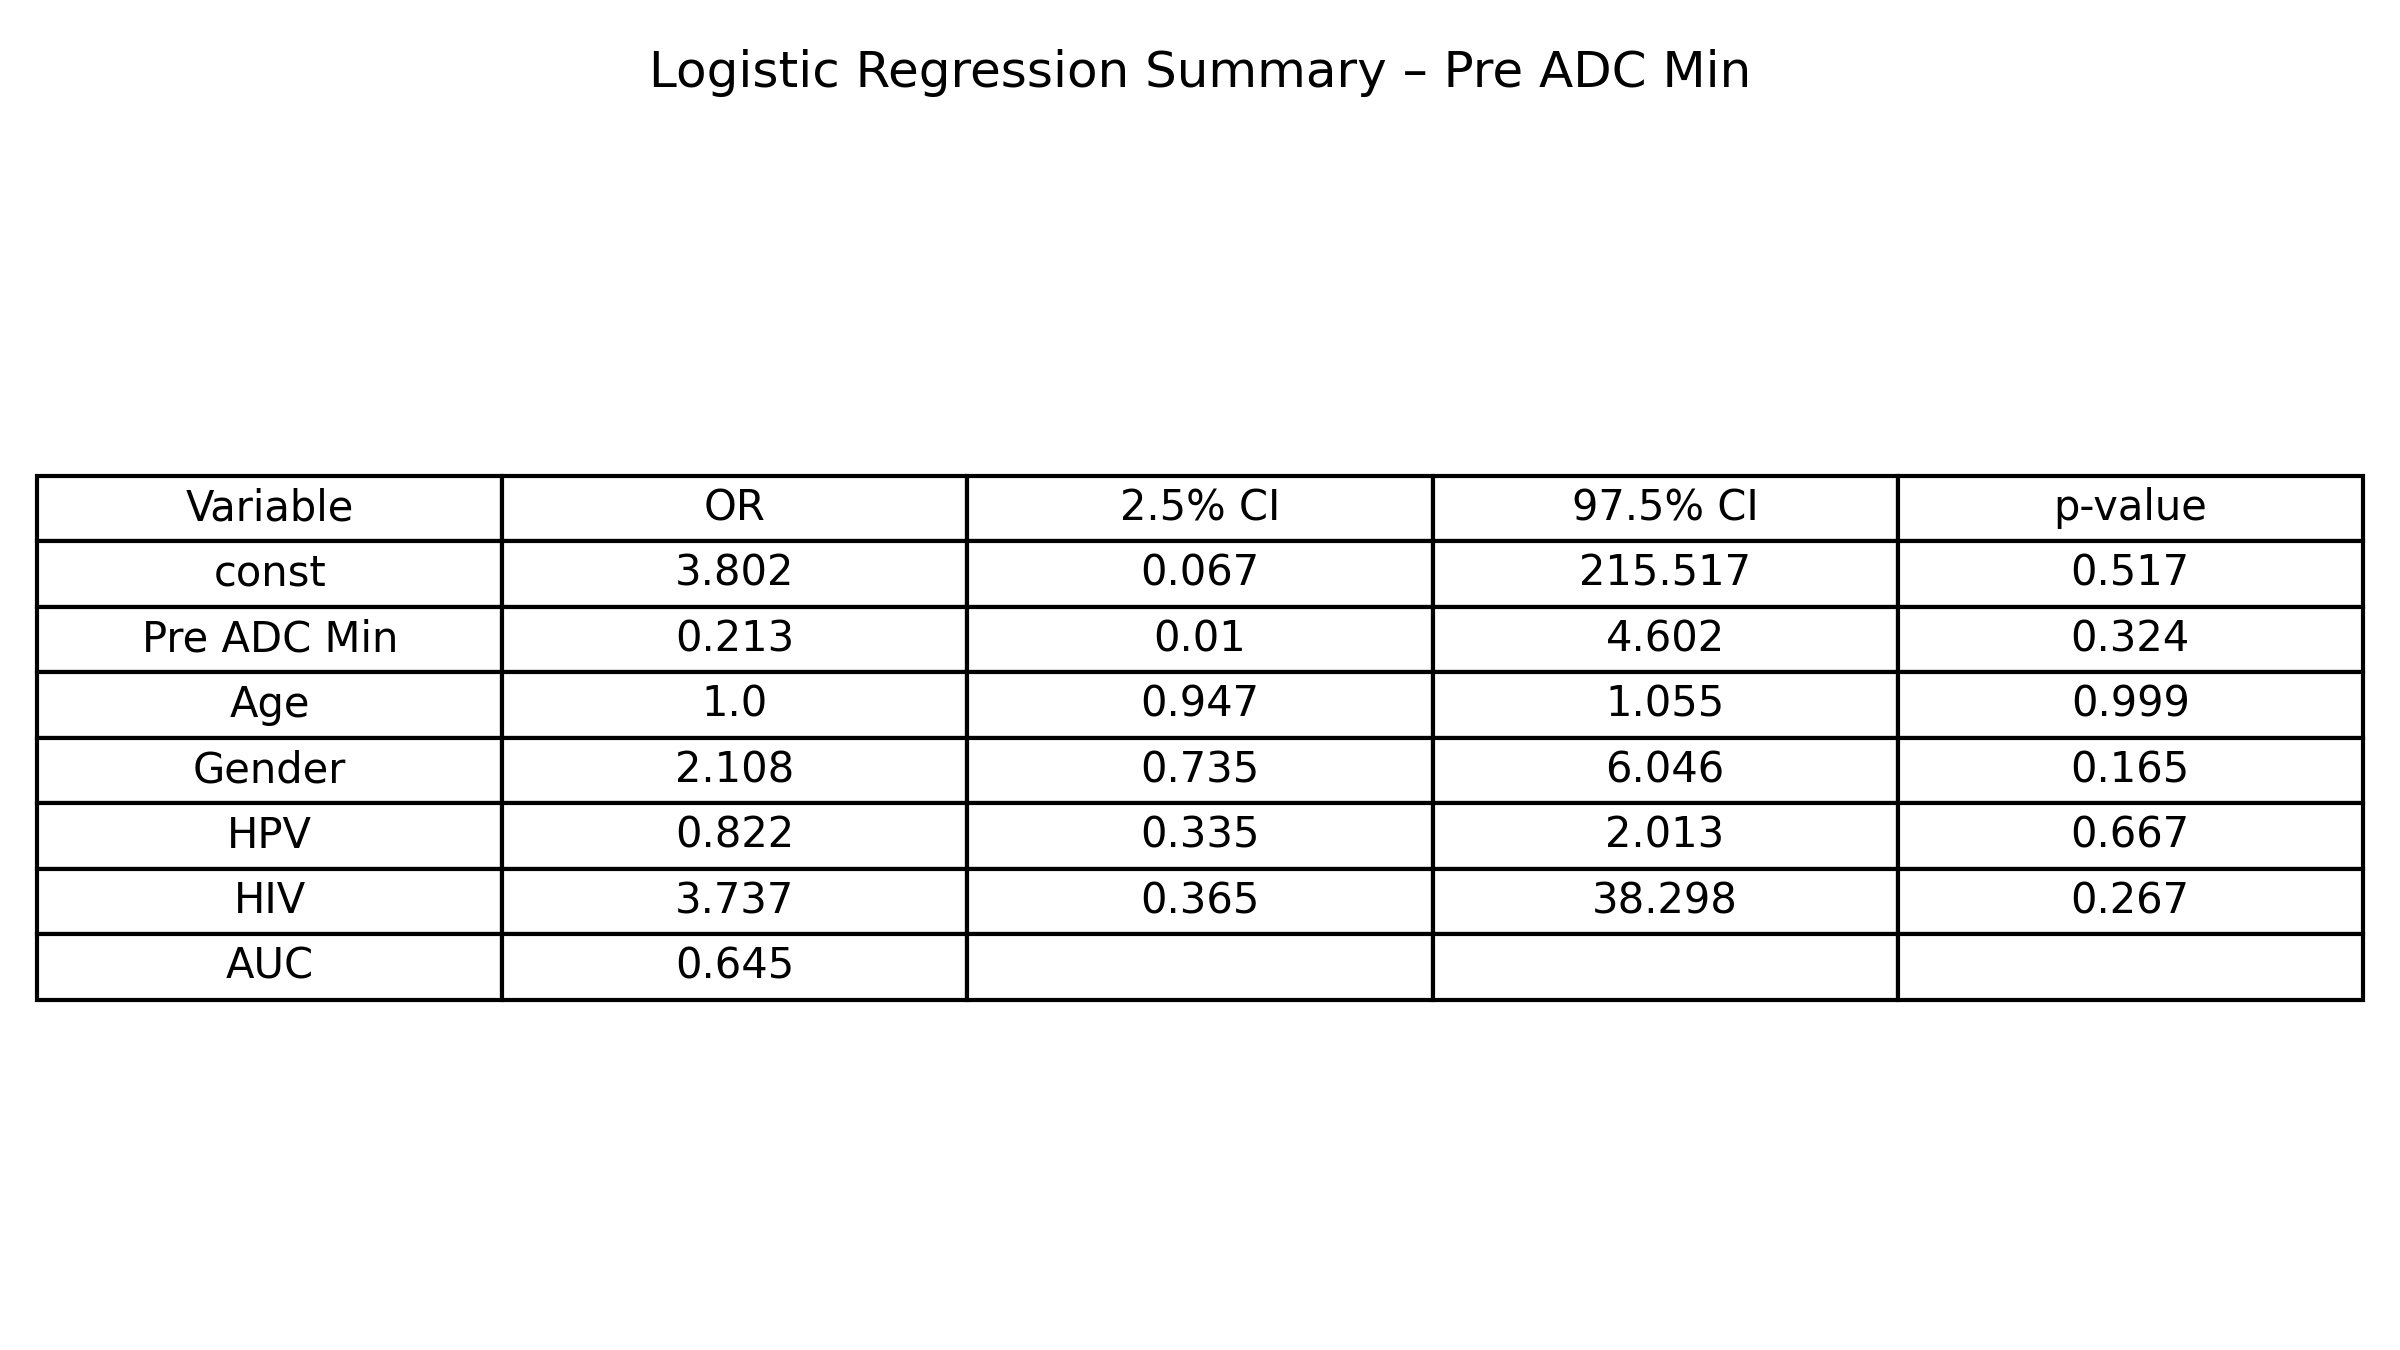 Logistic Regression Summary – Pre ADC Min
Variable OR 2.5% CI 97.5% CI p-value
const 3.802 0.067 215.517 0.517
Pre ADC Min 0.213 0.01 4.602 0.324
Age 1.0 0.947 1.055 0.999
Gender 2.108 0.735 6.046 0.165
HPV 0.822 0.335 2.013 0.667
HIV 3.737 0.365 38.298 0.267
AUC 0.645